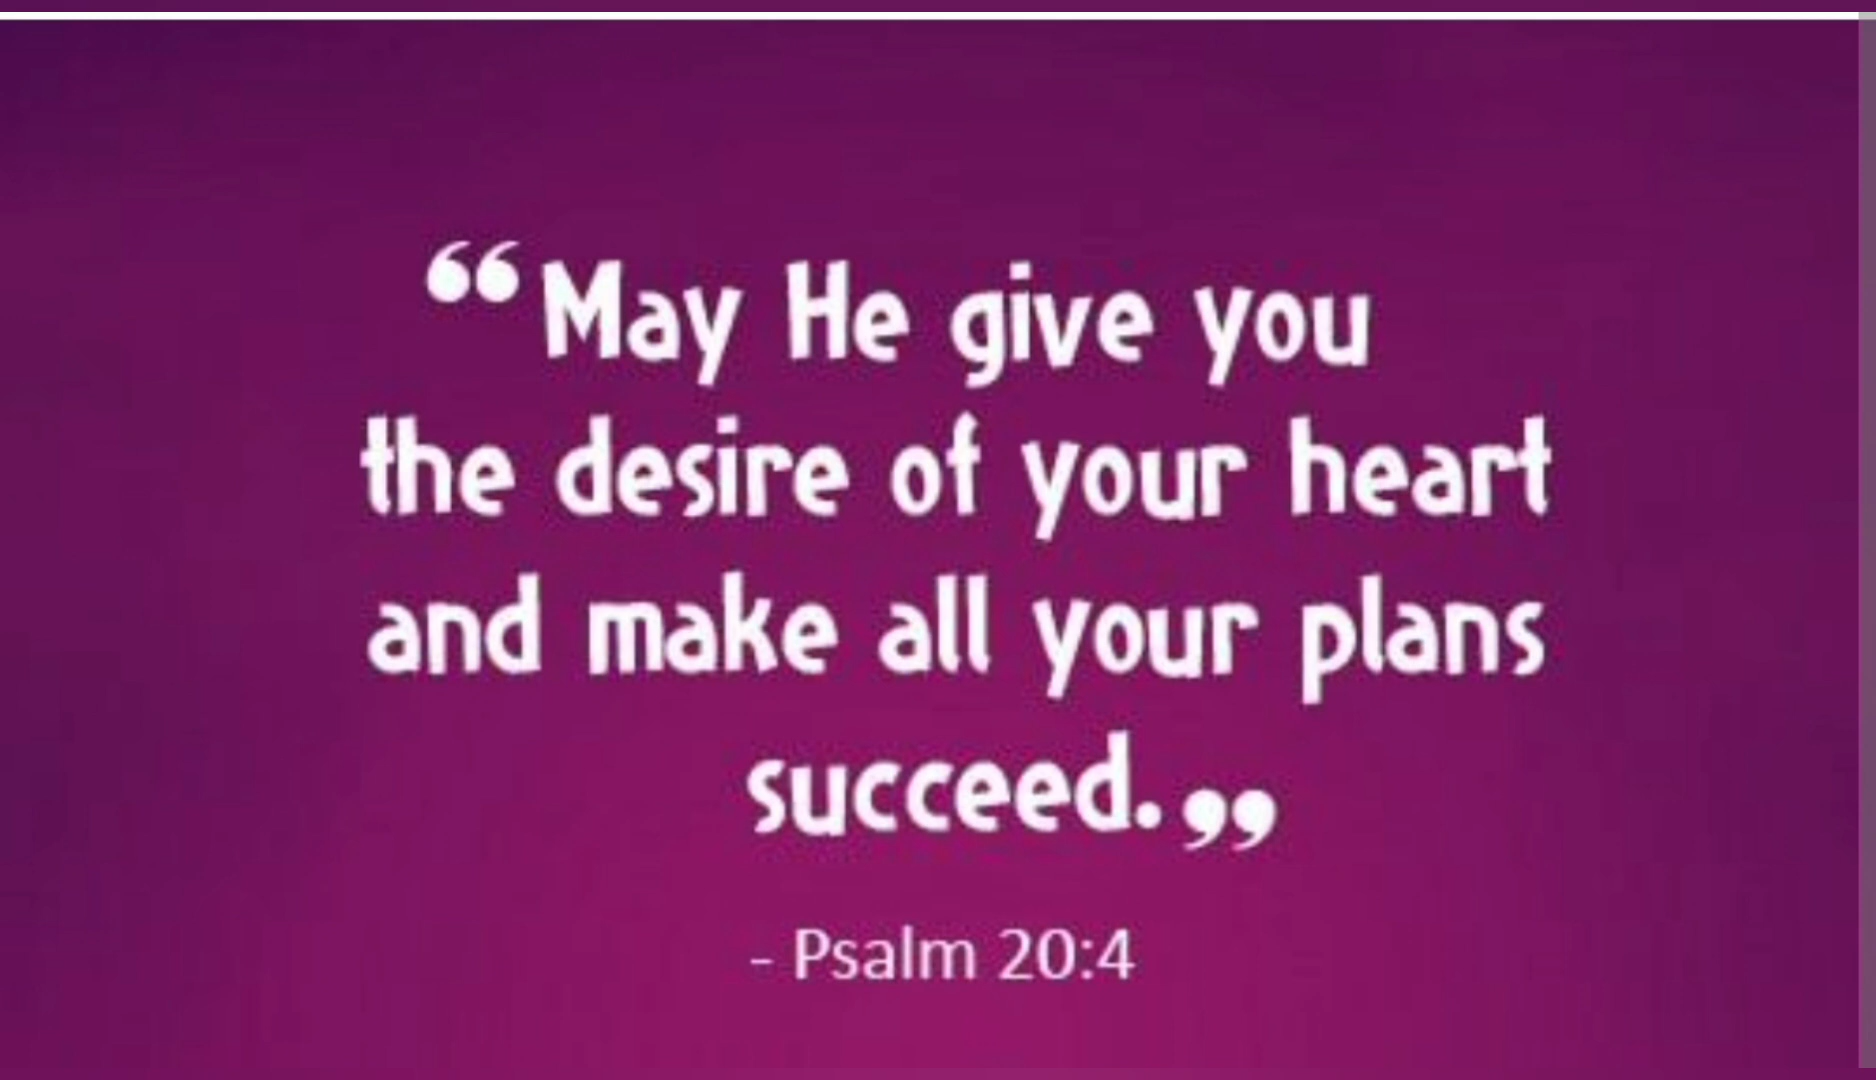 “May He give you
the desire of your heart
and make all your plans
succeed.”
- Psalm 20:4